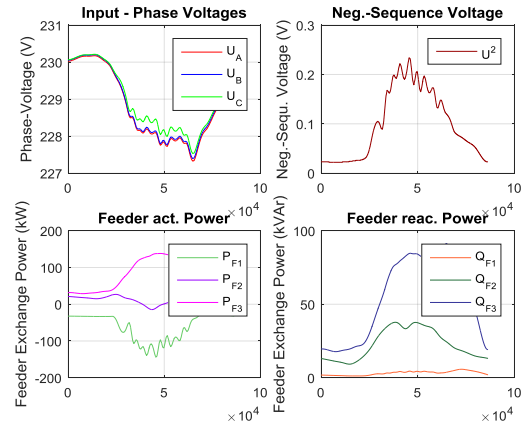 Input - Phase Voltages
Phase-Voltage (V)
231
230
229
228
227
0
5
10
× 10^4
U_A
U_B
U_C
Neg.-Sequence Voltage
Neg.-Sequ. Voltage (V)
0.3
0.2
0.1
0
0
5
10
× 10^4
U^2
Feeder act. Power
Feeder Exchange Power (kW)
200
100
0
-100
-200
0
5
10
× 10^4
P_F1
P_F2
P_F3
Feeder reac. Power
Feeder Exchange Power (kVAr)
100
50
0
0
5
10
× 10^4
Q_F1
Q_F2
Q_F3